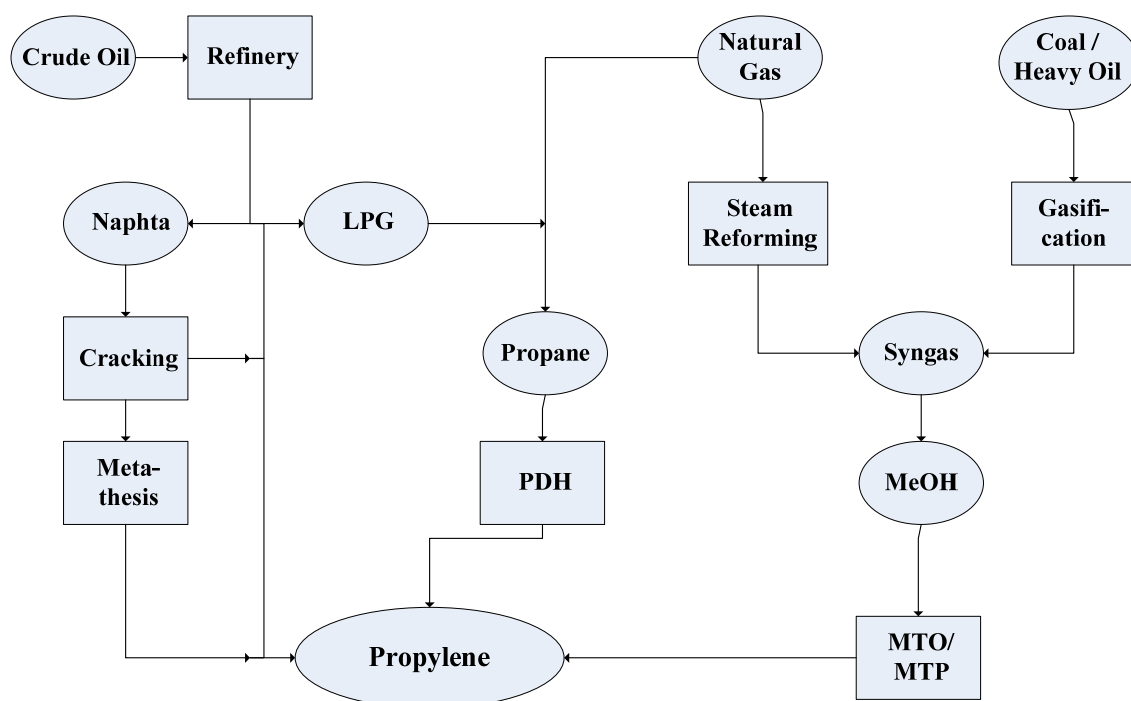 Crude Oil
Refinery
Natural
Gas
Coal /
Heavy Oil
Naphta
LPG
Steam
Reforming
Gasifi-
cation
Cracking
Propane
Syngas
Meta-
thesis
PDH
MeOH
Propylene
MTO/
MTP